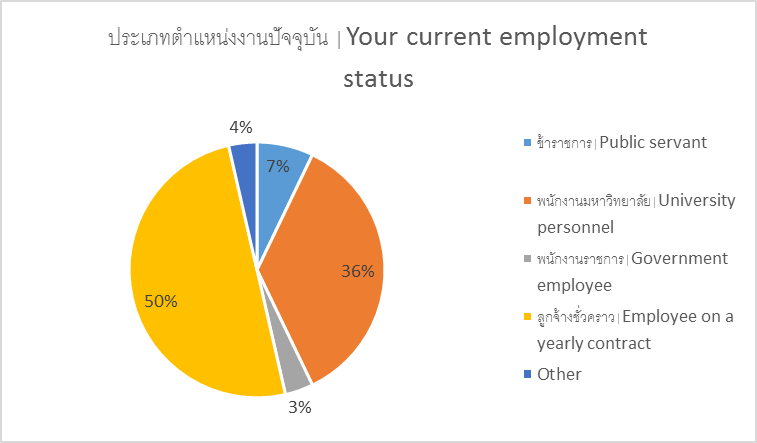 ประเภทตำแหน่งงานปัจจุบัน | Your current employment
status
4%
7%
36%
50%
3%
ข้าราชการ | Public servant
พนักงานมหาวิทยาลัย | University
personnel
พนักงานราชการ | Government
employee
ลูกจ้างชั่วคราว | Employee on a
yearly contract
Other